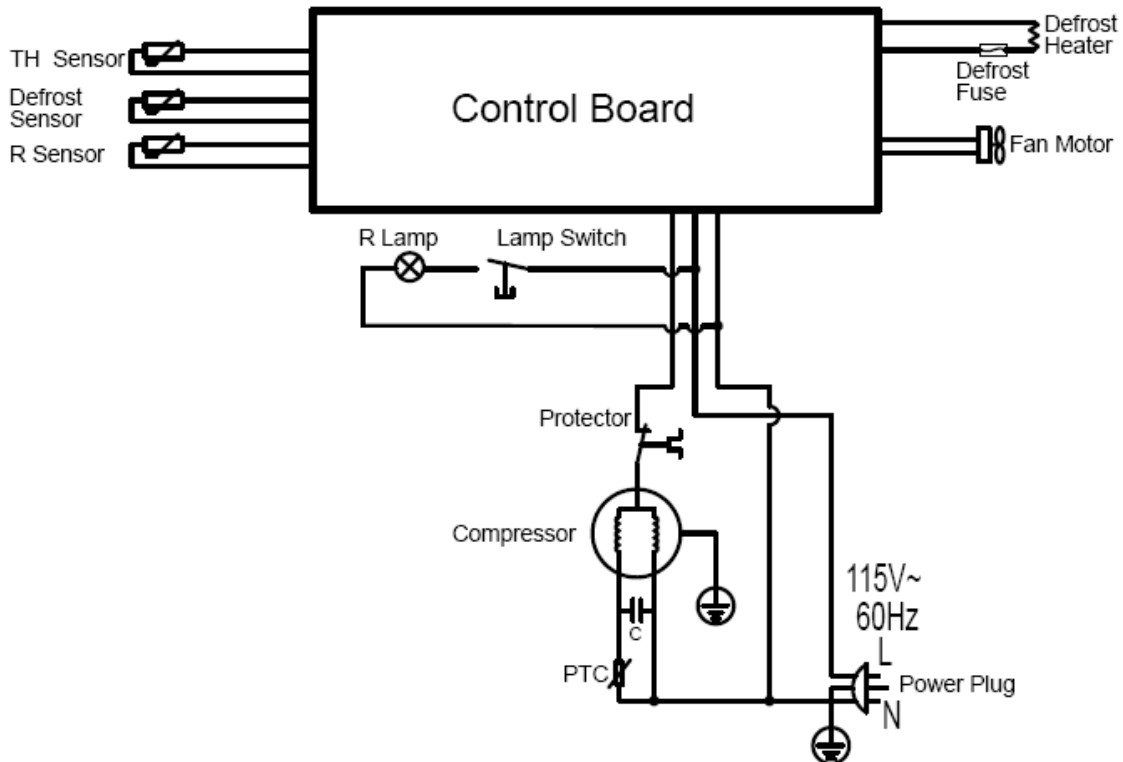 TH Sensor
Defrost
Sensor
R Sensor
Control Board
Defrost
Heater
Defrost
Fuse
Fan Motor
R Lamp
Lamp Switch
Protector
Compressor
C
PTC
115V~
60Hz
L
Power Plug
N